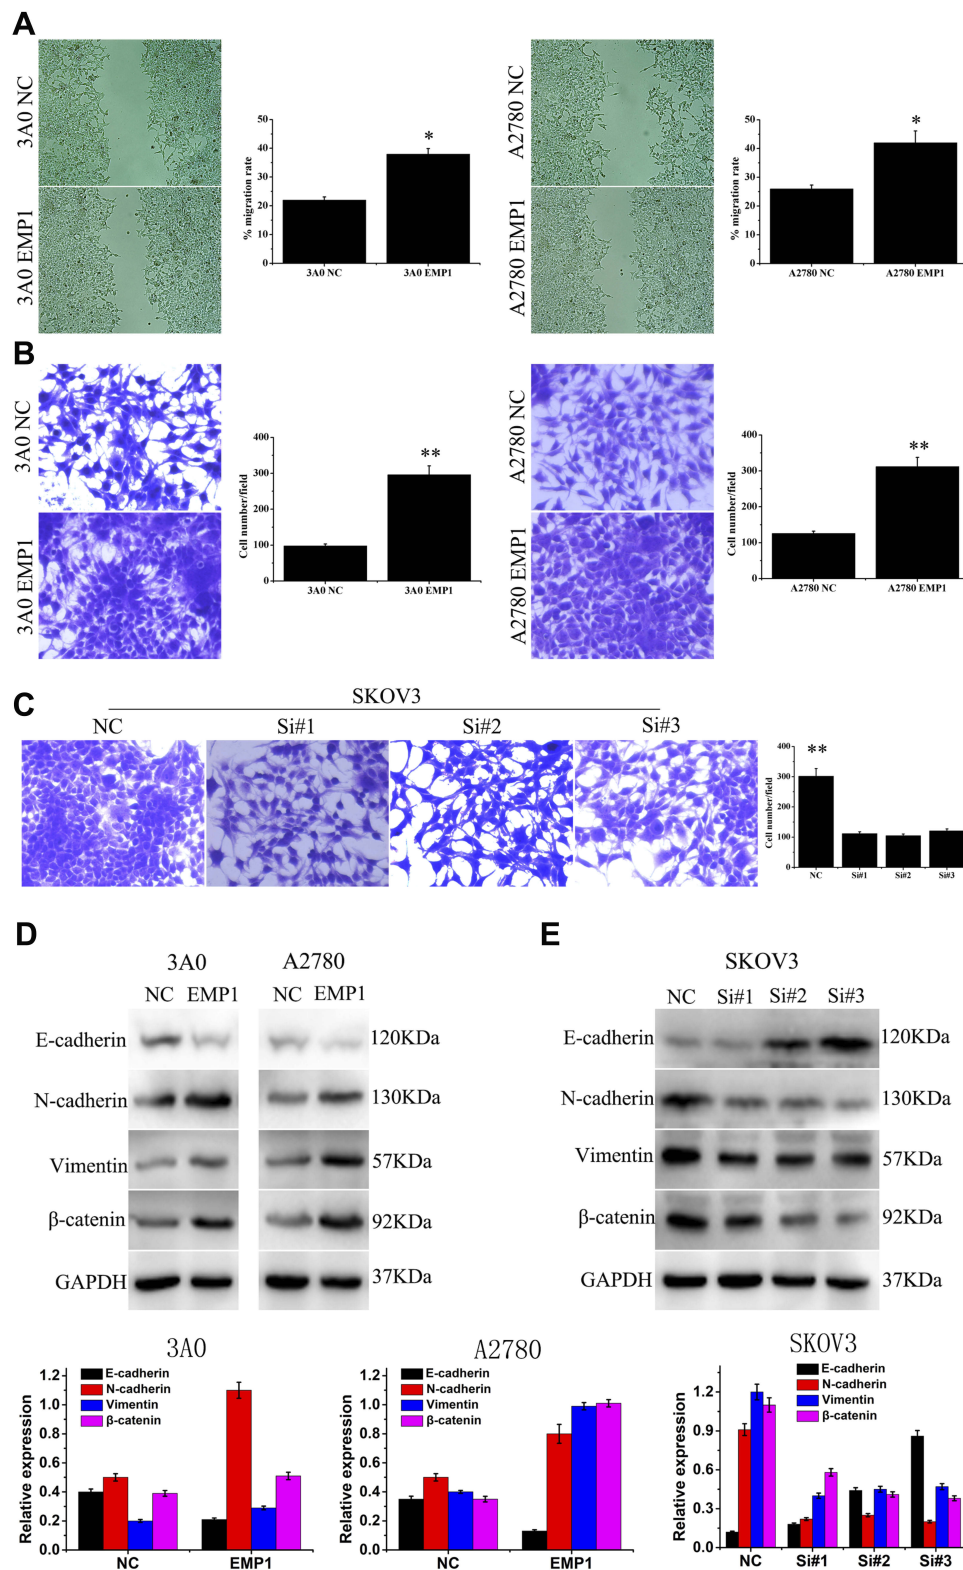 A
3A0 NC
3A0 EMP1
% migration rate
50
40
30
20
10
0
*
3A0 NC
3A0 EMP1
A2780 NC
A2780 EMP1
% migration rate
50
40
30
20
10
0
*
A2780 NC
A2780 EMP1
B
3A0 NC
3A0 EMP1
Cell number/field
400
300
200
100
0
**
3A0 NC
3A0 EMP1
A2780 NC
A2780 EMP1
Cell number/field
400
300
200
100
0
**
A2780 NC
A2780 EMP1
C
SKOV3
NC Si#1 Si#2 Si#3
Cell number/field
400
300
200
100
0
**
NC Si#1 Si#2 Si#3
D
3A0 A2780
NC EMP1 NC EMP1
E-cadherin 120KDa
N-cadherin 130KDa
Vimentin 57KDa
β-catenin 92KDa
GAPDH 37KDa
E
SKOV3
NC Si#1 Si#2 Si#3
E-cadherin 120KDa
N-cadherin 130KDa
Vimentin 57KDa
β-catenin 92KDa
GAPDH 37KDa
3A0
E-cadherin
N-cadherin
Vimentin
β-catenin
Relative expression
1.2
1.0
0.8
0.6
0.4
0.2
0.0
NC EMP1
A2780
E-cadherin
N-cadherin
Vimentin
β-catenin
Relative expression
1.2
1.0
0.8
0.6
0.4
0.2
0.0
NC EMP1
SKOV3
E-cadherin
N-cadherin
Vimentin
β-catenin
Relative expression
1.2
0.9
0.6
0.3
0.0
NC Si#1 Si#2 Si#3